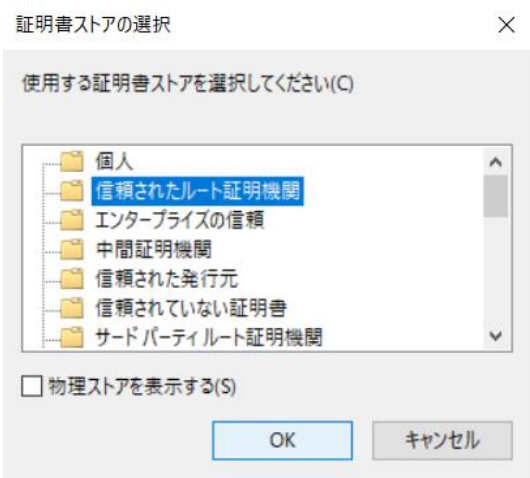 証明書ストアの選択
使用する証明書ストアを選択してください(C)
個人
信頼されたルート証明機関
エンタープライズの信頼
中間証明機関
信頼された発行元
信頼されていない証明書
サードパーティルート証明機関
物理ストアを表示する(S)
OK キャンセル